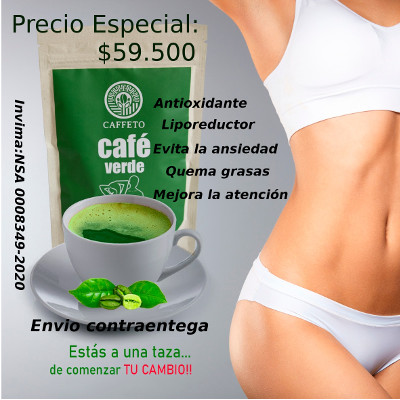 Precio Especial:
$59.500
CAFFETO
café
verde
Antioxidante
Liporeductor
Evita la ansiedad
Quema grasas
Mejora la atención
Invima:NSA 0008349-2020
Envio contraentega
Estás a una taza...
de comenzar TU CAMBIO!!